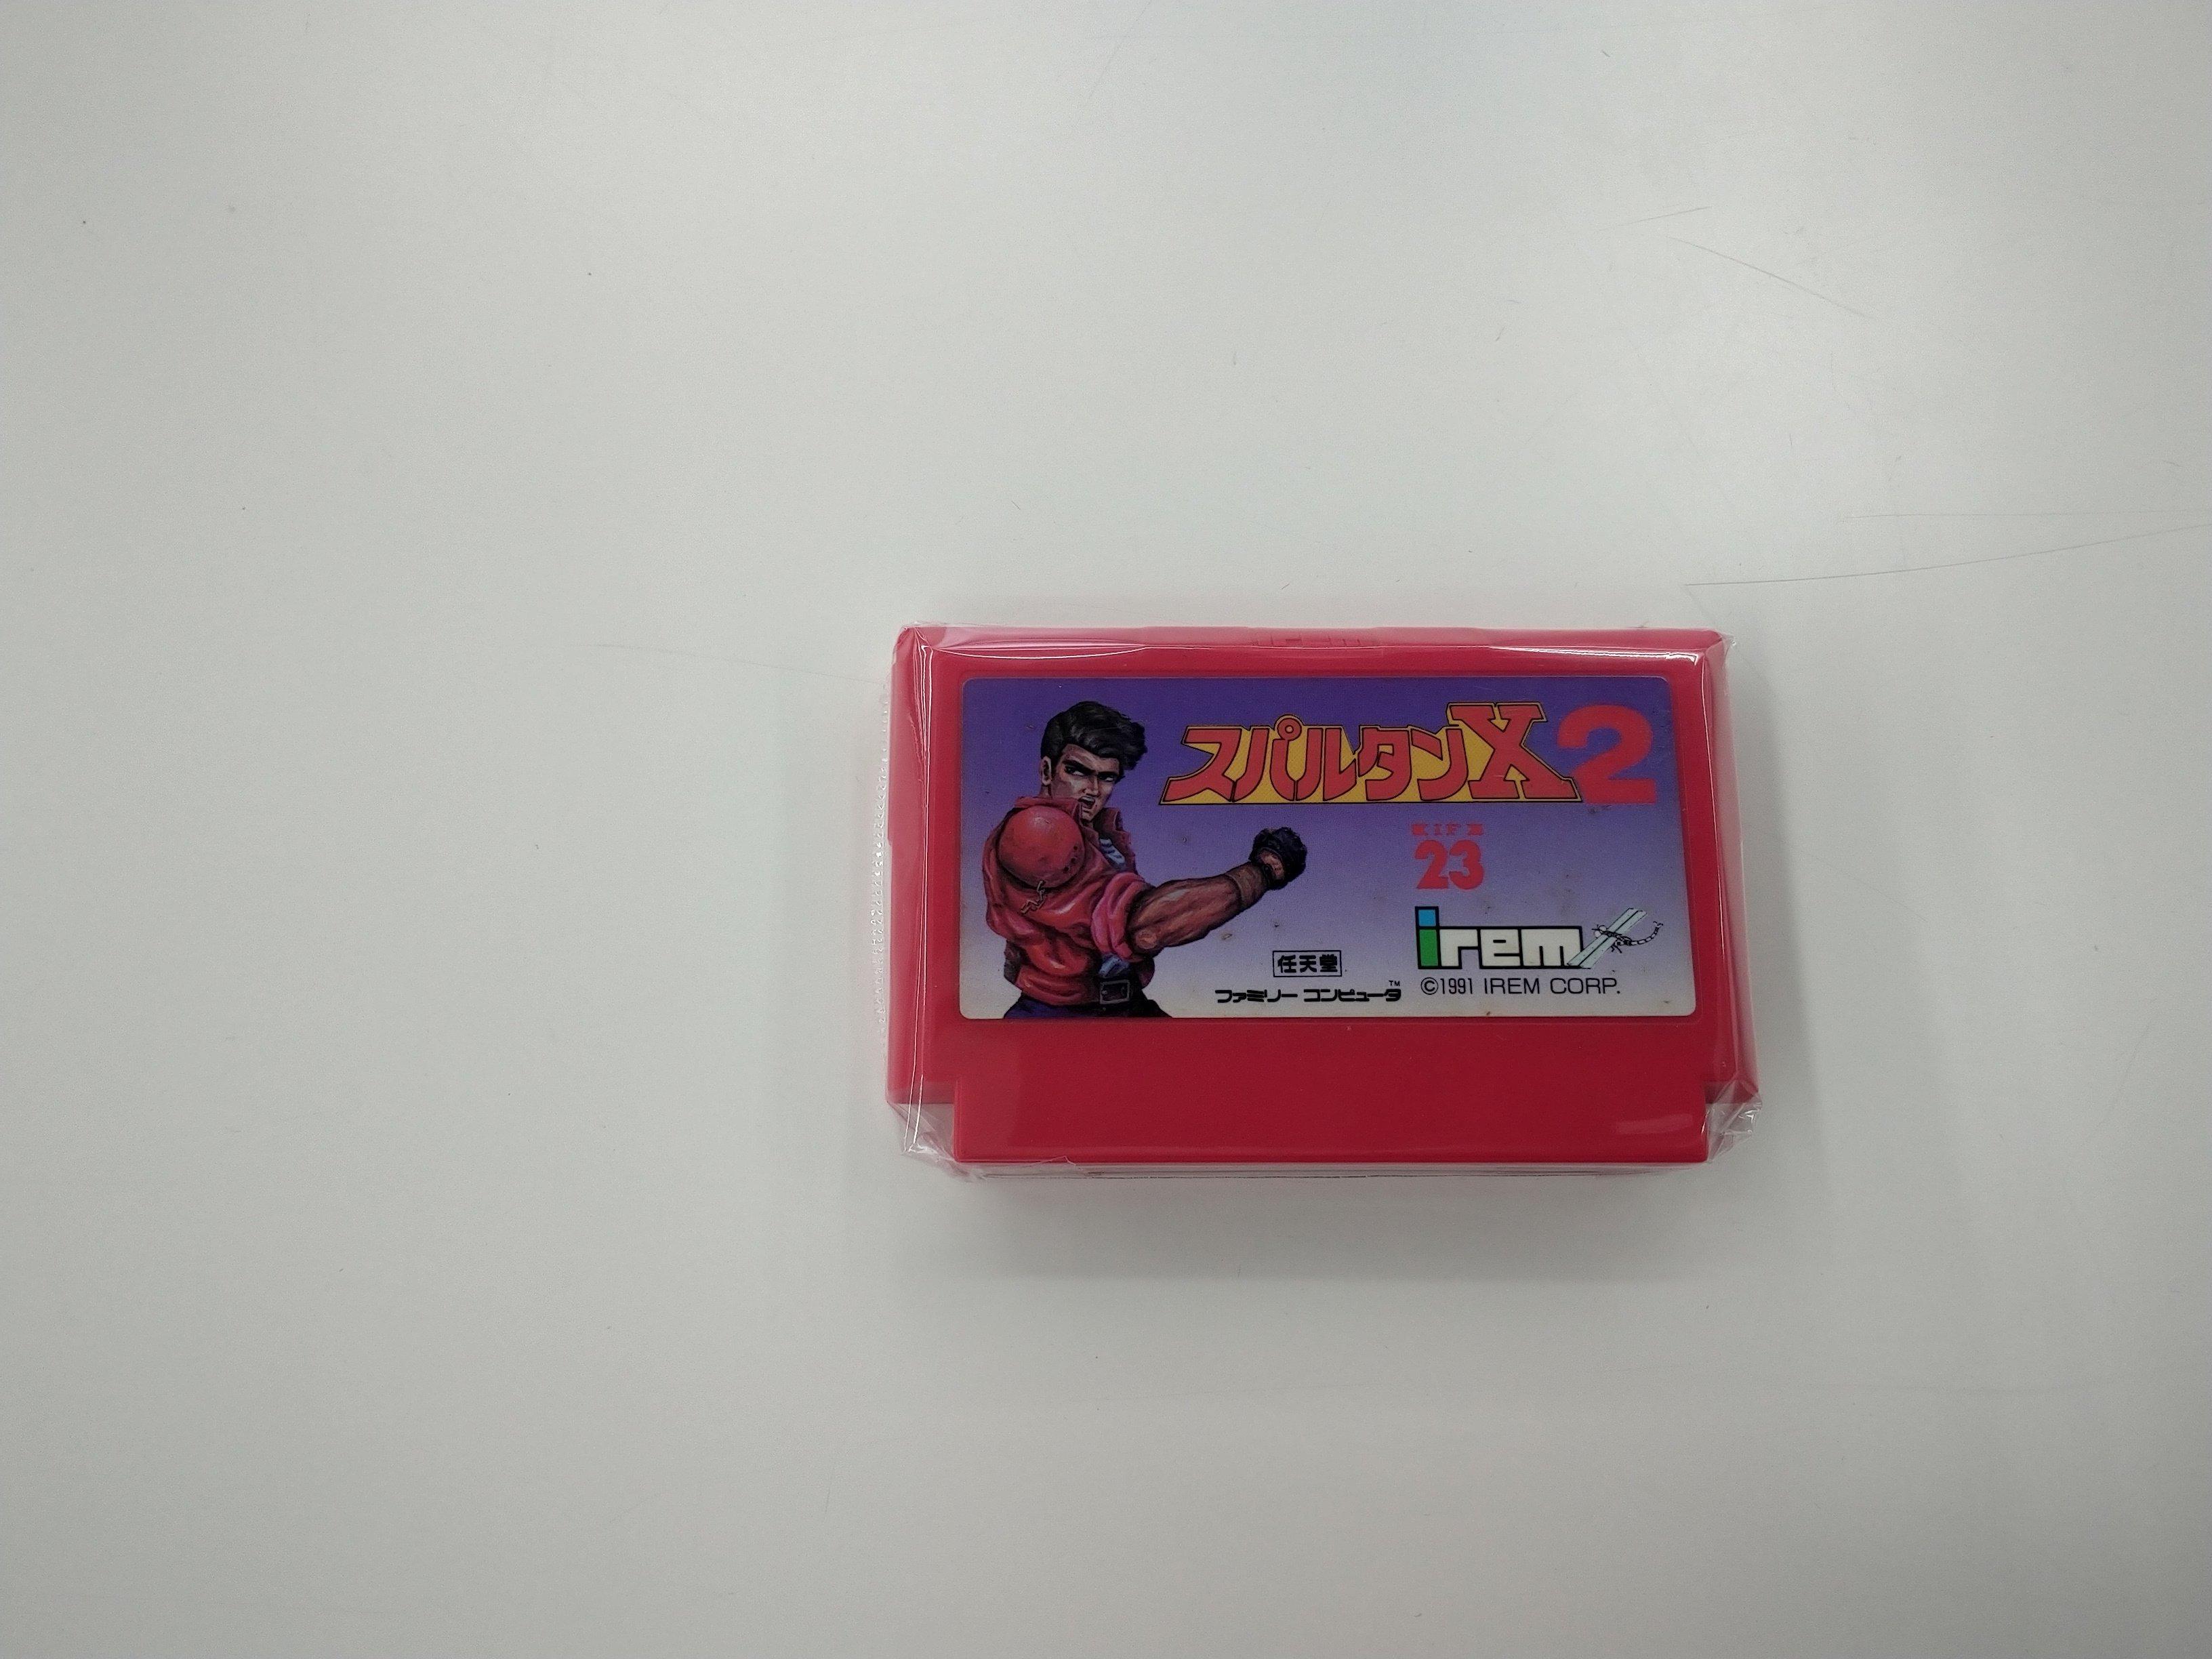 スパルタンX2
IF
23
irem
任天堂
ファミリー コンピュータ™
©1991 IREM CORP.